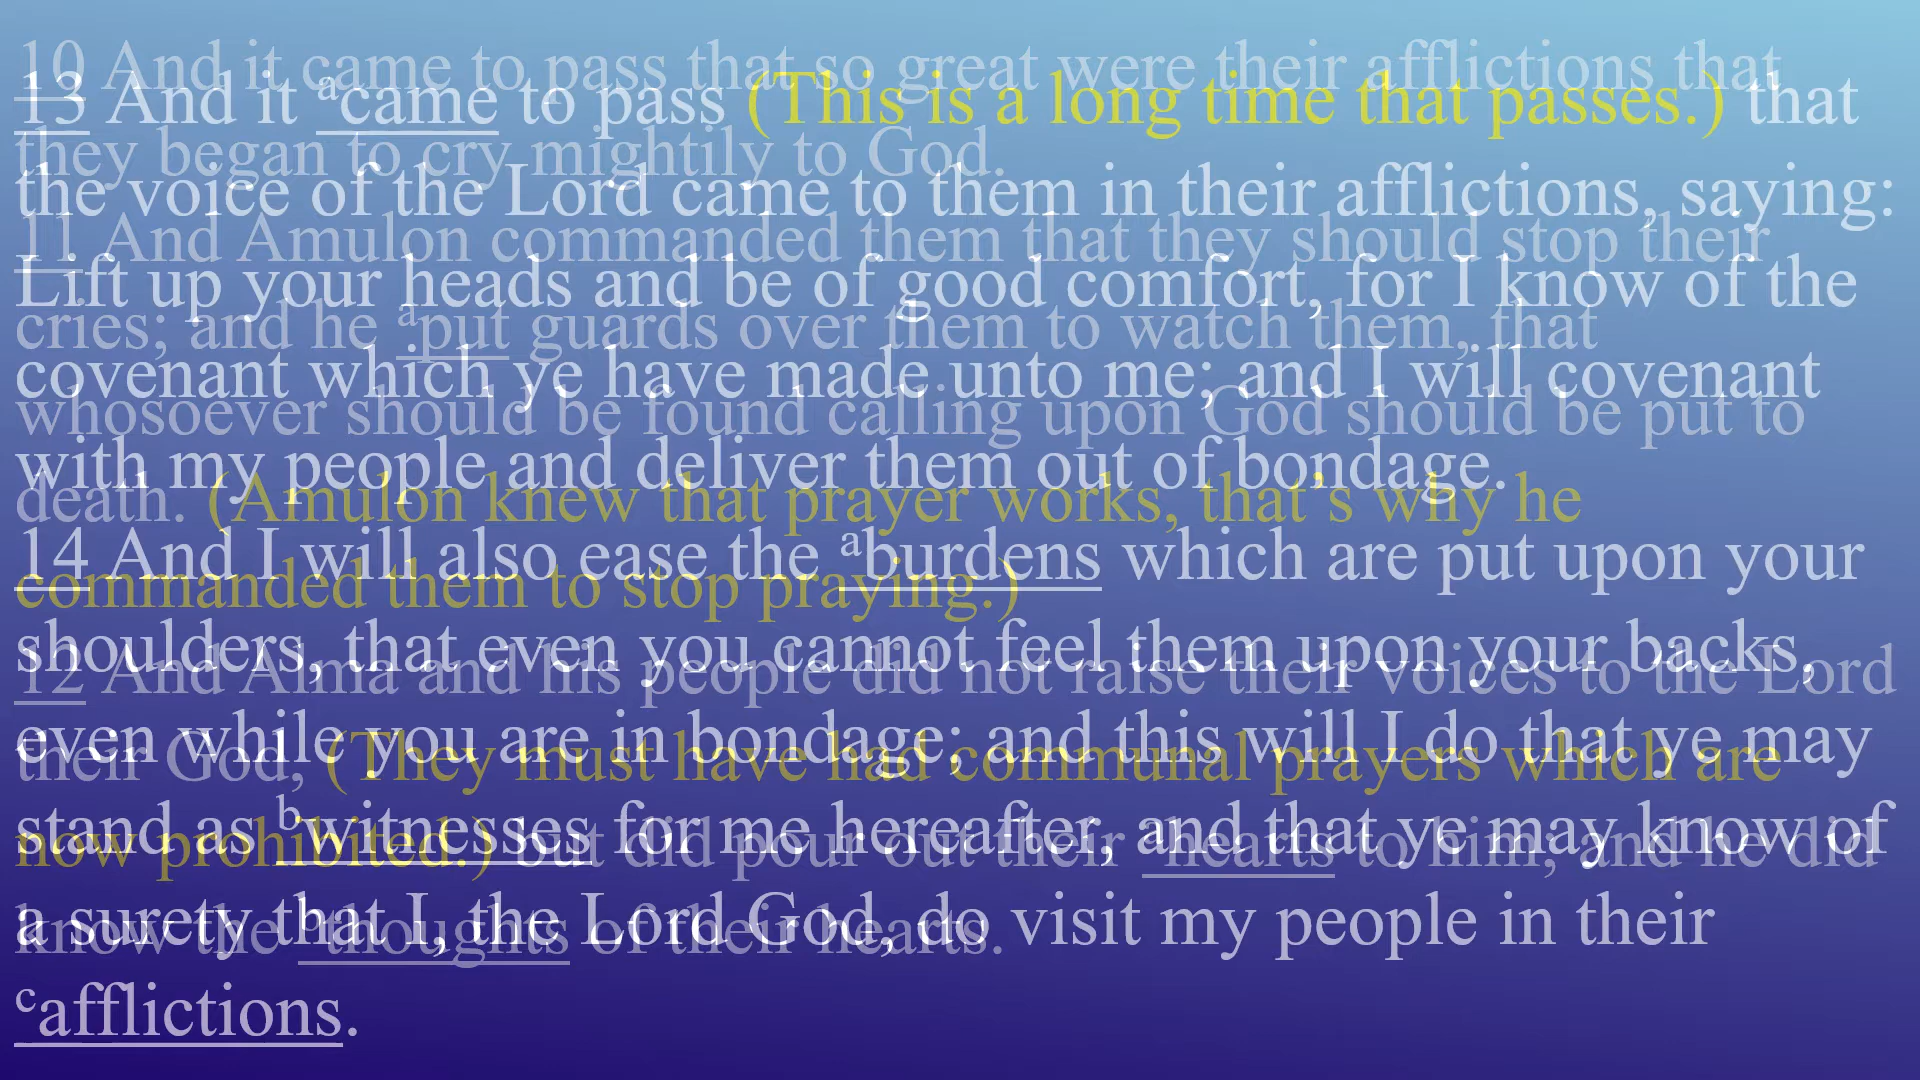 10 And it came to pass that so great were their afflictions that
they began to cry mightily to God.
11 And Amulon commanded them that they should stop their
cries; and he aput guards over them to watch them, that
whosoever should be found calling upon God should be put to
death. (Amulon knew that prayer works, that’s why he
commanded them to stop praying.)
12 And Alma and his people did not raise their voices to the Lord
their God, (They must have had communal prayers which are
now prohibited.) but did pour out their ahearts to him; and he did
know the bthoughts of their hearts.
13 And it acame to pass (This is a long time that passes.) that
the voice of the Lord came to them in their afflictions, saying:
Lift up your heads and be of good comfort, for I know of the
covenant which ye have made unto me; and I will covenant
with my people and deliver them out of bondage.
14 And I will also ease the aburdens which are put upon your
shoulders, that even you cannot feel them upon your backs,
even while you are in bondage; and this will I do that ye may
stand as bwitnesses for me hereafter, and that ye may know of
a surety that I, the Lord God, do visit my people in their
cafflictions.